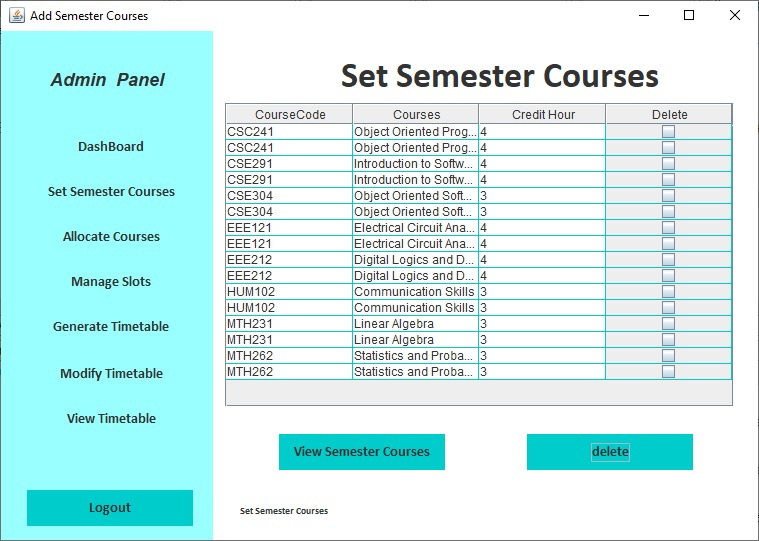 Add Semester Courses
Admin Panel
DashBoard
Set Semester Courses
Allocate Courses
Manage Slots
Generate Timetable
Modify Timetable
View Timetable
Logout
Set Semester Courses
CourseCode Courses Credit Hour Delete
CSC241 Object Oriented Prog... 4
CSC241 Object Oriented Prog... 4
CSE291 Introduction to Softw... 4
CSE291 Introduction to Softw... 4
CSE304 Object Oriented Soft... 3
CSE304 Object Oriented Soft... 3
EEE121 Electrical Circuit Ana... 4
EEE121 Electrical Circuit Ana... 4
EEE212 Digital Logics and D... 4
EEE212 Digital Logics and D... 4
HUM102 Communication Skills 3
HUM102 Communication Skills 3
MTH231 Linear Algebra 3
MTH231 Linear Algebra 3
MTH262 Statistics and Proba... 3
MTH262 Statistics and Proba... 3
View Semester Courses delete
Set Semester Courses